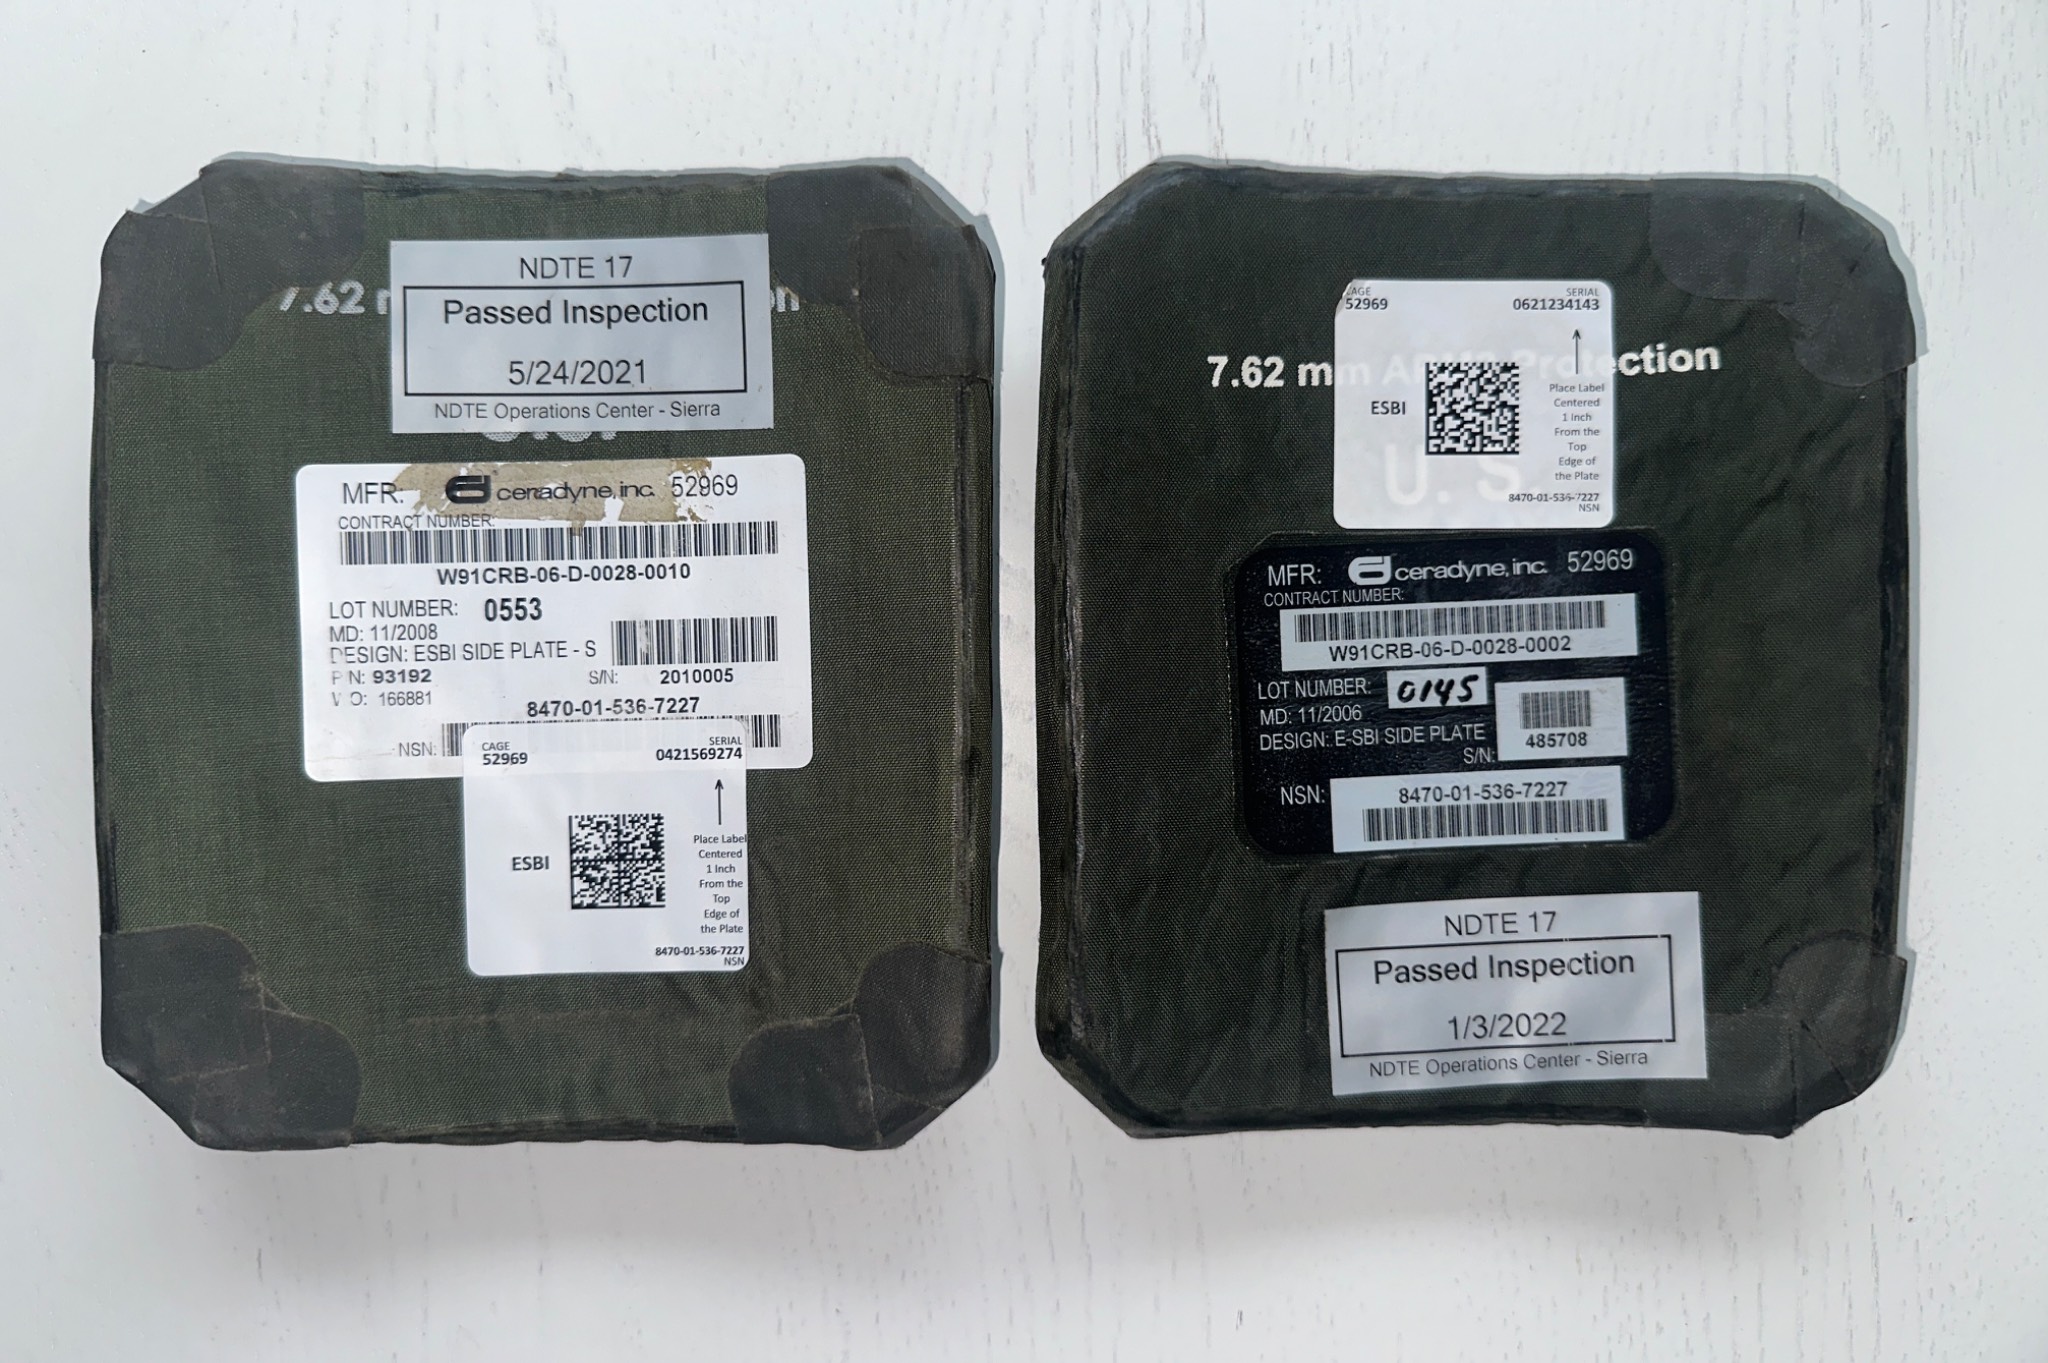 NDTE 17
Passed Inspection
7.62
5/24/2021
NDTE Operations Center - Sierra
MFR: ceradyne, inc. 52969
CONTRACT NUMBER:
W91CRB-06-D-0028-0010
LOT NUMBER: 0553
MD: 11/2008
DESIGN: ESBI SIDE PLATE - S
P/N: 93192 S/N: 2010005
W O: 166881
8470-01-536-7227
NSN:
CAGE SERIAL
52969 0421569274
ESBI
Place Label
Centered
1 Inch
From the
Top
Edge of
the Plate
8470-01-536-7227
NSN
CAGE SERIAL
52969 0621234143
7.62 mm APM2 Protection
ESBI
Place Label
Centered
1 Inch
From the
Top
Edge of
the Plate
U. S.
8470-01-536-7227
NSN
MFR: ceradyne, inc. 52969
CONTRACT NUMBER:
W91CRB-06-D-0028-0002
LOT NUMBER: 0145
MD: 11/2006
DESIGN: E-SBI SIDE PLATE
S/N: 485708
NSN: 8470-01-536-7227
NDTE 17
Passed Inspection
1/3/2022
NDTE Operations Center - Sierra